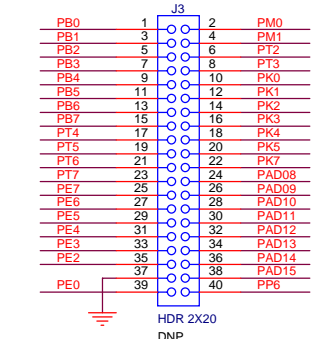 J3
PB0 1 2 PM0
PB1 3 4 PM1
PB2 5 6 PT2
PB3 7 8 PT3
PB4 9 10 PK0
PB5 11 12 PK1
PB6 13 14 PK2
PB7 15 16 PK3
PT4 17 18 PK4
PT5 19 20 PK5
PT6 21 22 PK7
PT7 23 24 PAD08
PE7 25 26 PAD09
PE6 27 28 PAD10
PE5 29 30 PAD11
PE4 31 32 PAD12
PE3 33 34 PAD13
PE2 35 36 PAD14
37 38 PAD15
PE0 39 40 PP6
HDR 2X20
DNP